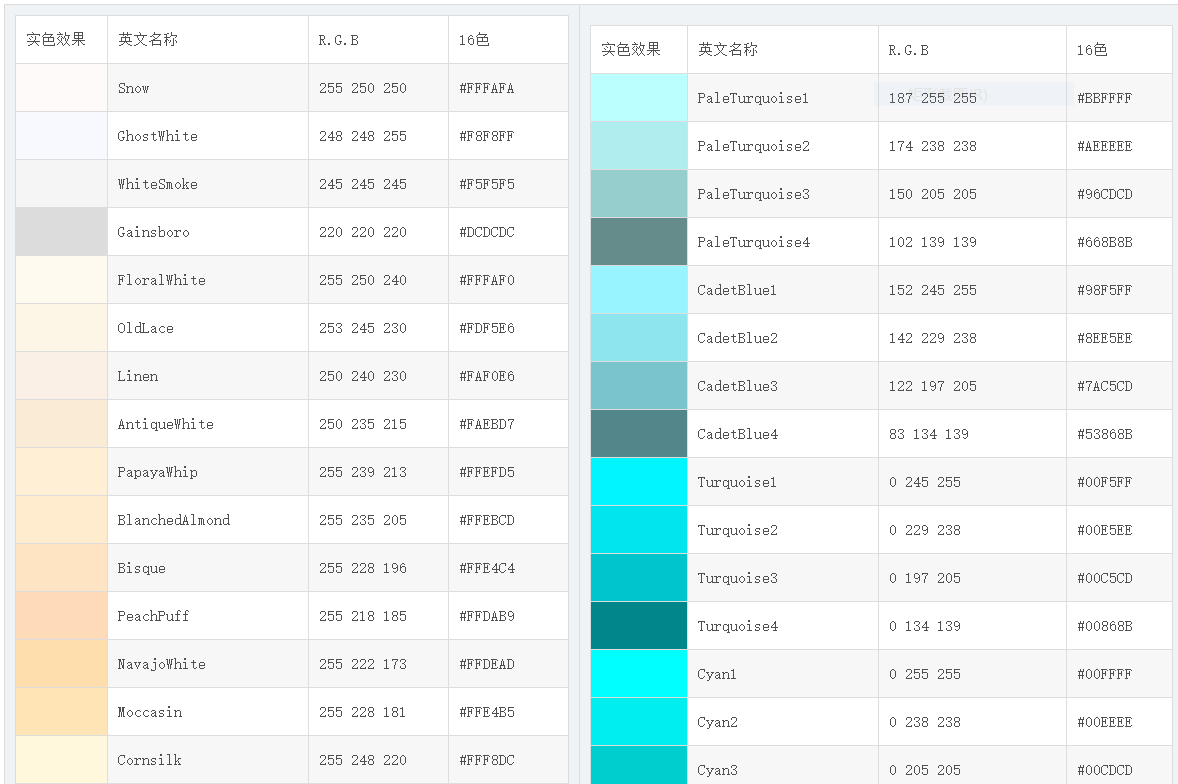 实色效果 英文名称 R.G.B 16色
Snow 255 250 250 #FFFAFA
GhostWhite 248 248 255 #F8F8FF
WhiteSmoke 245 245 245 #F5F5F5
Gainsboro 220 220 220 #DCDCDC
FloralWhite 255 250 240 #FFFAF0
OldLace 253 245 230 #FDF5E6
Linen 250 240 230 #FAF0E6
AntiqueWhite 250 235 215 #FAEBD7
PapayaWhip 255 239 213 #FFEFD5
BlanchedAlmond 255 235 205 #FFEBCD
Bisque 255 228 196 #FFE4C4
PeachPuff 255 218 185 #FFDAB9
NavajoWhite 255 222 173 #FFDEAD
Moccasin 255 228 181 #FFE4B5
Cornsilk 255 248 220 #FFF8DC
实色效果 英文名称 R.G.B 16色
PaleTurquoise1 187 255 255 #BBFFFF
PaleTurquoise2 174 238 238 #AEEEEE
PaleTurquoise3 150 205 205 #96CDCD
PaleTurquoise4 102 139 139 #668B8B
CadetBlue1 152 245 255 #98F5FF
CadetBlue2 142 229 238 #8EE5EE
CadetBlue3 122 197 205 #7AC5CD
CadetBlue4 83 134 139 #53868B
Turquoise1 0 245 255 #00F5FF
Turquoise2 0 229 238 #00E5EE
Turquoise3 0 197 205 #00C5CD
Turquoise4 0 134 139 #00868B
Cyan1 0 255 255 #00FFFF
Cyan2 0 238 238 #00EEEE
Cyan3 0 205 205 #00CDCD